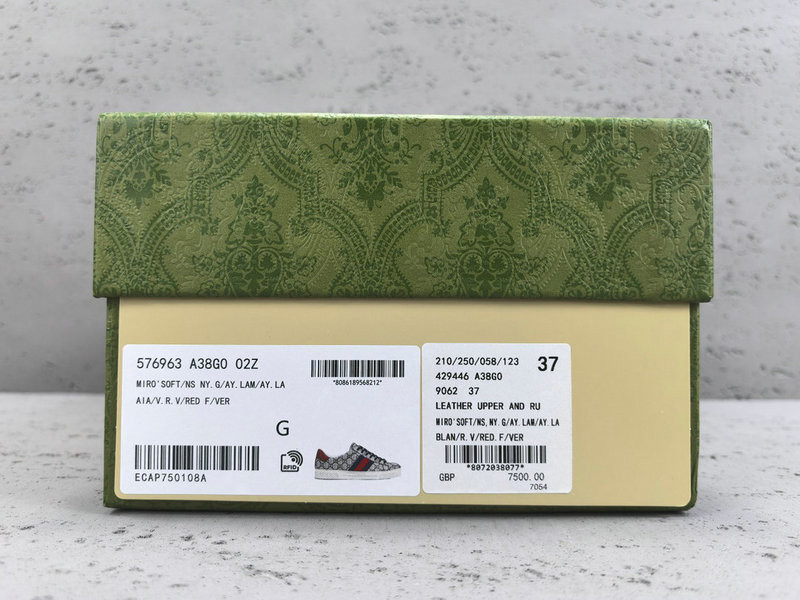 576963 A38G0 02Z
MIRO'SOFT/NS NY.G/AY.LAM/AY.LA
AIA/V.R.V/RED F/VER
*8086189568212*
G
ECAP750108A
RFID
210/250/058/123 37
429446 A38G0
9062 37
LEATHER UPPER AND RU
MIRO'SOFT/NS,NY.G/AY.LAM/AY.LA
BLAN/R.V/RED.F/VER
*8072038077*
GBP 7500.00
7054